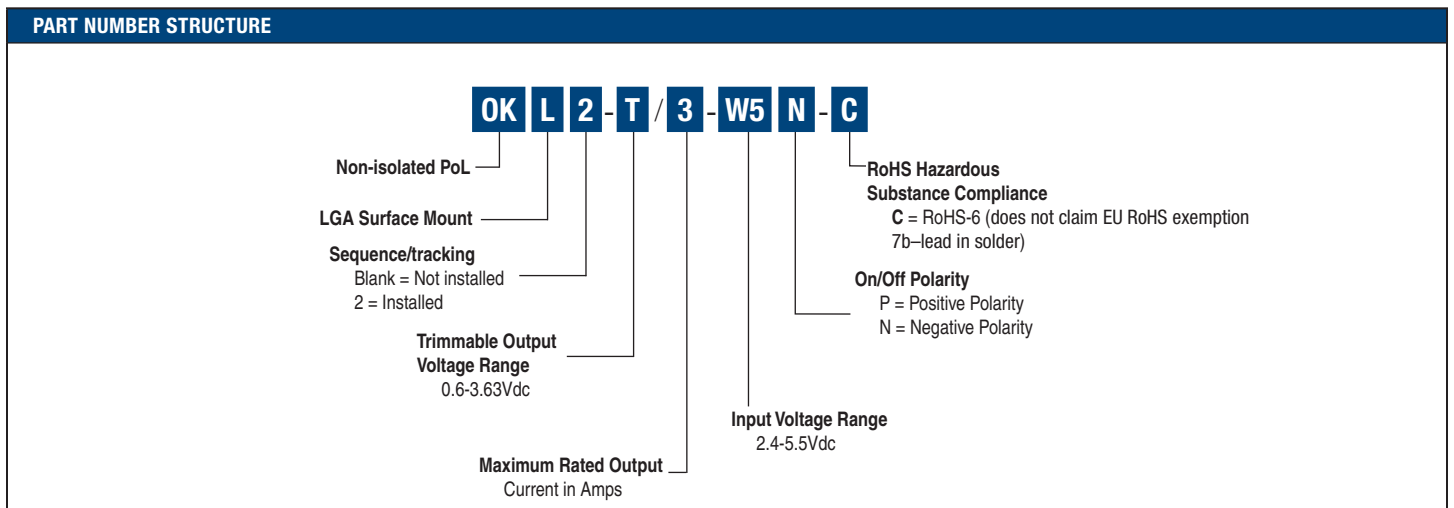 PART NUMBER STRUCTURE
OK L 2 - T / 3 - W5 N - C
Non-isolated PoL
LGA Surface Mount
Sequence/tracking
Blank = Not installed
2 = Installed
Trimmable Output
Voltage Range
0.6-3.63Vdc
Maximum Rated Output
Current in Amps
RoHS Hazardous
Substance Compliance
C = RoHS-6 (does not claim EU RoHS exemption
7b–lead in solder)
On/Off Polarity
P = Positive Polarity
N = Negative Polarity
Input Voltage Range
2.4-5.5Vdc